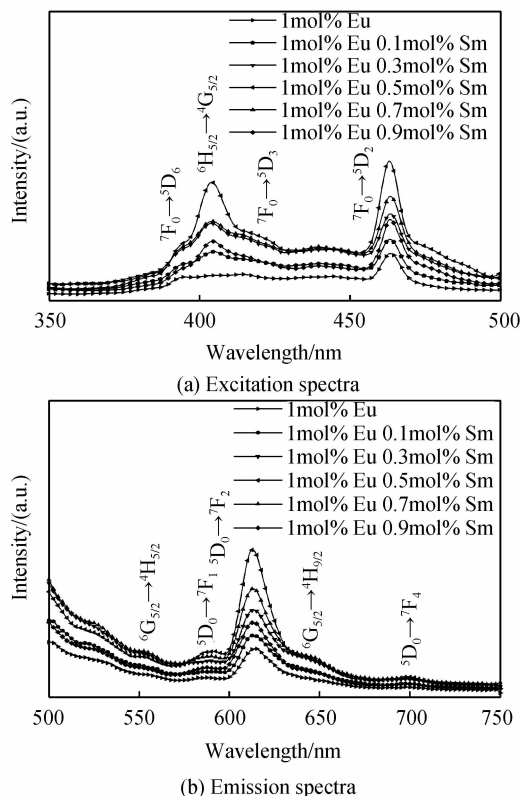 1mol% Eu
1mol% Eu 0.1mol% Sm
1mol% Eu 0.3mol% Sm
1mol% Eu 0.5mol% Sm
1mol% Eu 0.7mol% Sm
1mol% Eu 0.9mol% Sm
Intensity/(a.u.)
⁷F₀→⁵D₆
⁶H₅/₂→⁴G₅/₂
⁷F₀→⁵D₃
⁷F₀→⁵D₂
350 400 450 500
Wavelength/nm
(a) Excitation spectra
1mol% Eu
1mol% Eu 0.1mol% Sm
1mol% Eu 0.3mol% Sm
1mol% Eu 0.5mol% Sm
1mol% Eu 0.7mol% Sm
1mol% Eu 0.9mol% Sm
Intensity/(a.u.)
⁶G₅/₂→⁴H₅/₂
⁵D₀→⁷F₁
⁵D₀→⁷F₂
⁶G₅/₂→⁴H₉/₂
⁵D₀→⁷F₄
500 550 600 650 700 750
Wavelength/nm
(b) Emission spectra